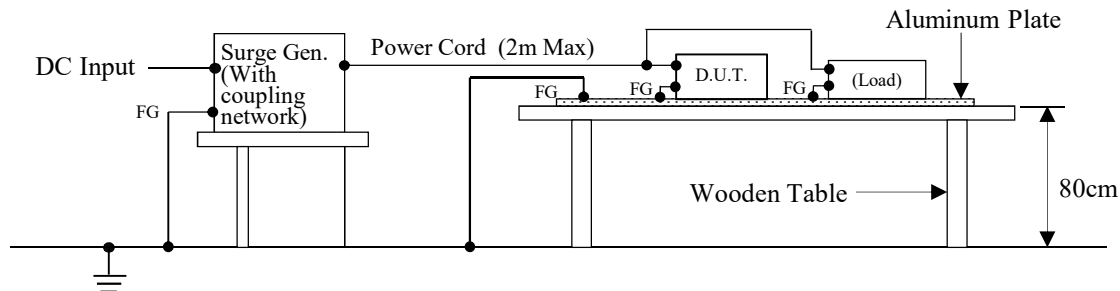 Aluminum Plate
Surge Gen.
(With
coupling
network)
Power Cord (2m Max)
DC Input
D.U.T.
(Load)
FG
FG
FG
FG
Wooden Table
80cm